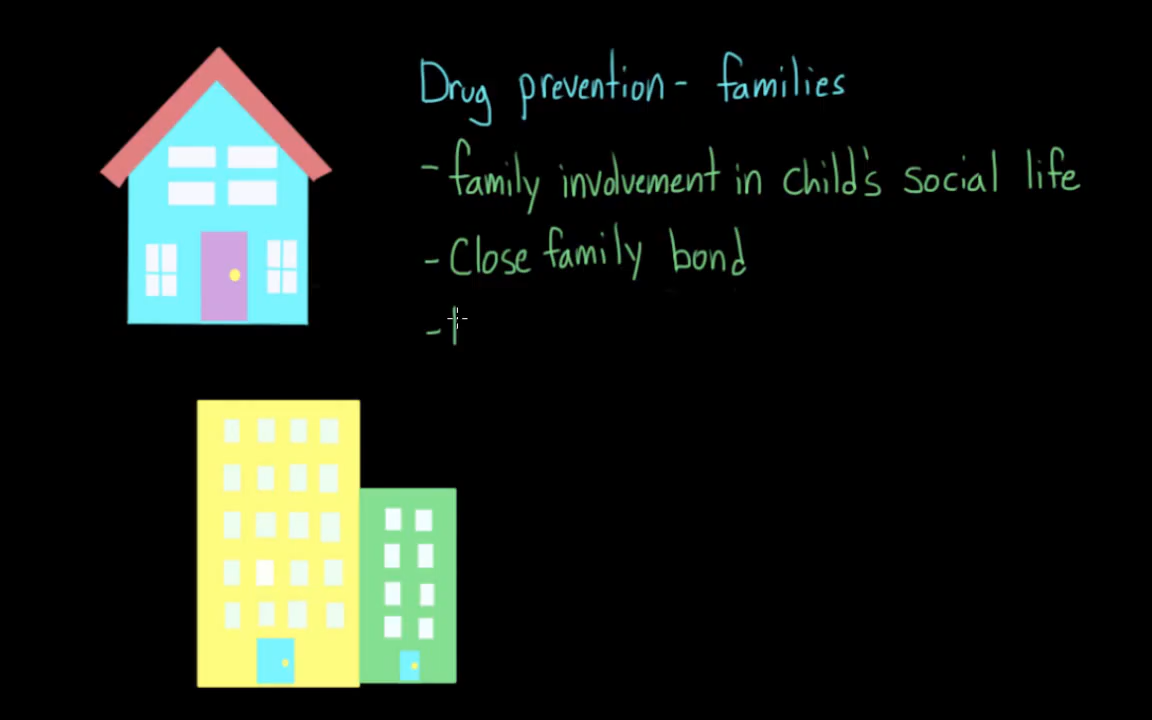 Drug prevention - families
- family involvement in child's social life
- Close family bond
-